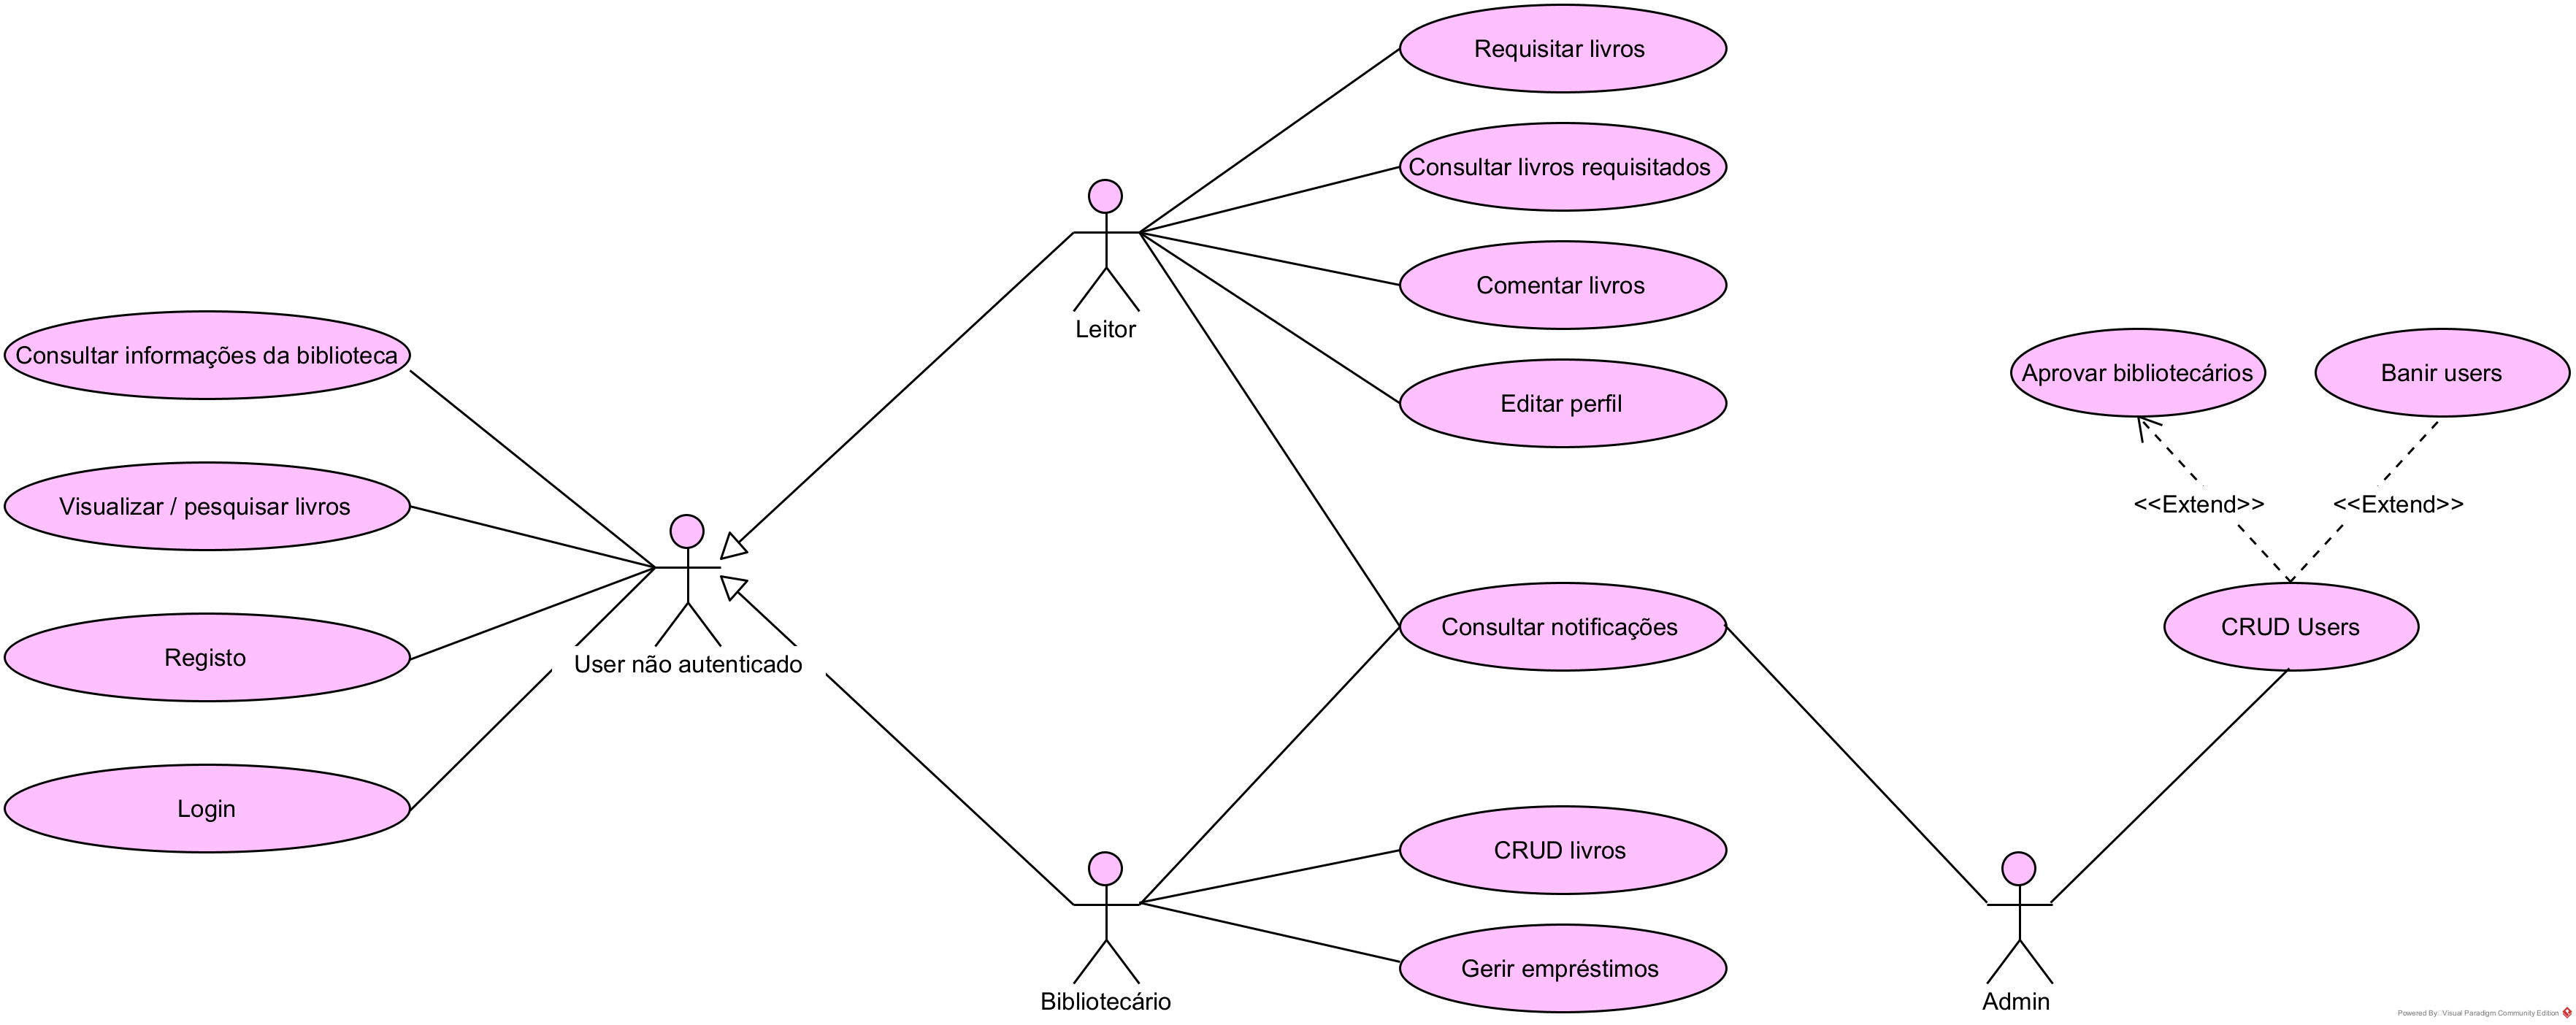 Requisitar livros
Consultar livros requisitados
Comentar livros
Leitor
Editar perfil
Consultar informações da biblioteca
Visualizar / pesquisar livros
Registo
Login
User não autenticado
Consultar notificações
CRUD livros
Gerir empréstimos
Bibliotecário
Aprovar bibliotecários
Banir users
<<Extend>>
<<Extend>>
CRUD Users
Admin
Powered By: Visual Paradigm Community Edition